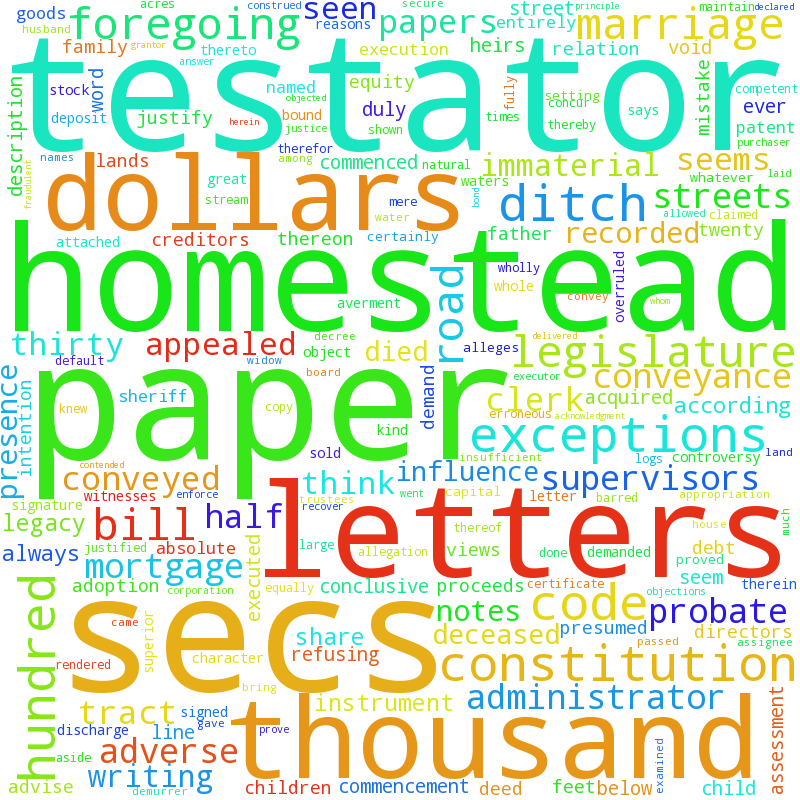 acres secure construed principle maintain declared
goods foregoing seen papers street marriage
husband reasons entirely
grantor family thereto execution heirs relation void
testator
answer
stock word named equity setting concur says mistake competent
description deposit justify objected bound duly fully ever
names herein justice shown times thereby patent
fraudulent lands among therefor commenced natural immaterial seems purchaser
dollars
great stream mere waters bond ditch whatever laid
water allowed claimed streets
attached creditors thereon certainly father recorded twenty
homestead
wholly whole overruled
averment road convey whom
thirty appealed decree object died alleges delivered legislature
default widow board executor
paper
presence intention sheriff demand clerk acquired conveyance
knew copy erroneous acknowledgment according
kind exceptions
contended conveyed sold insufficient logs controversy land
signature witnesses enforce think influence supervisors
legacy bill half recover trustees went capital letter barred appropriation
letters
thereof house much
always justified absolute large allegation views done demanded debt
mortgage proved therein
hundred adoption corporation executed equally conclusive proceeds certificate seem objections
secs
code probate
came superior share notes presumed directors
rendered refusing deceased passed assignee
character constitution
bring
tract signed instrument administrator
thousand
discharge aside line gave prove adverse examined assessment
writing
advise demurrer children commencement deed feet below child